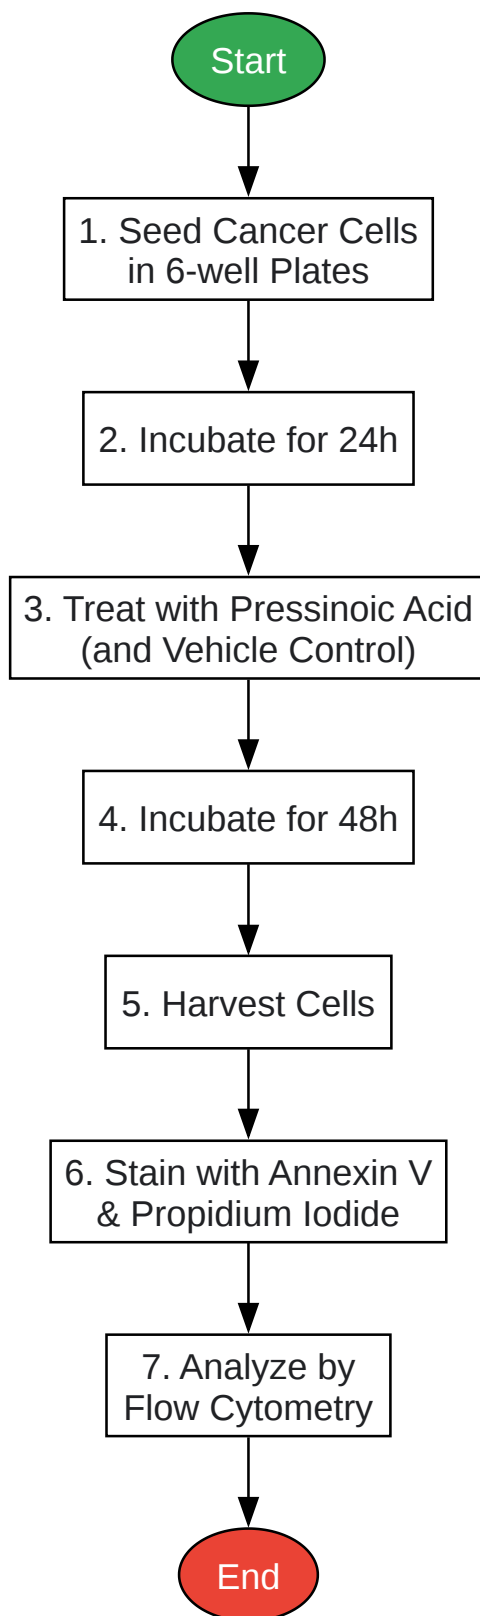 Start
1. Seed Cancer Cells
in 6-well Plates
2. Incubate for 24h
3. Treat with Pressinoic Acid
(and Vehicle Control)
4. Incubate for 48h
5. Harvest Cells
6. Stain with Annexin V
& Propidium Iodide
7. Analyze by
Flow Cytometry
End